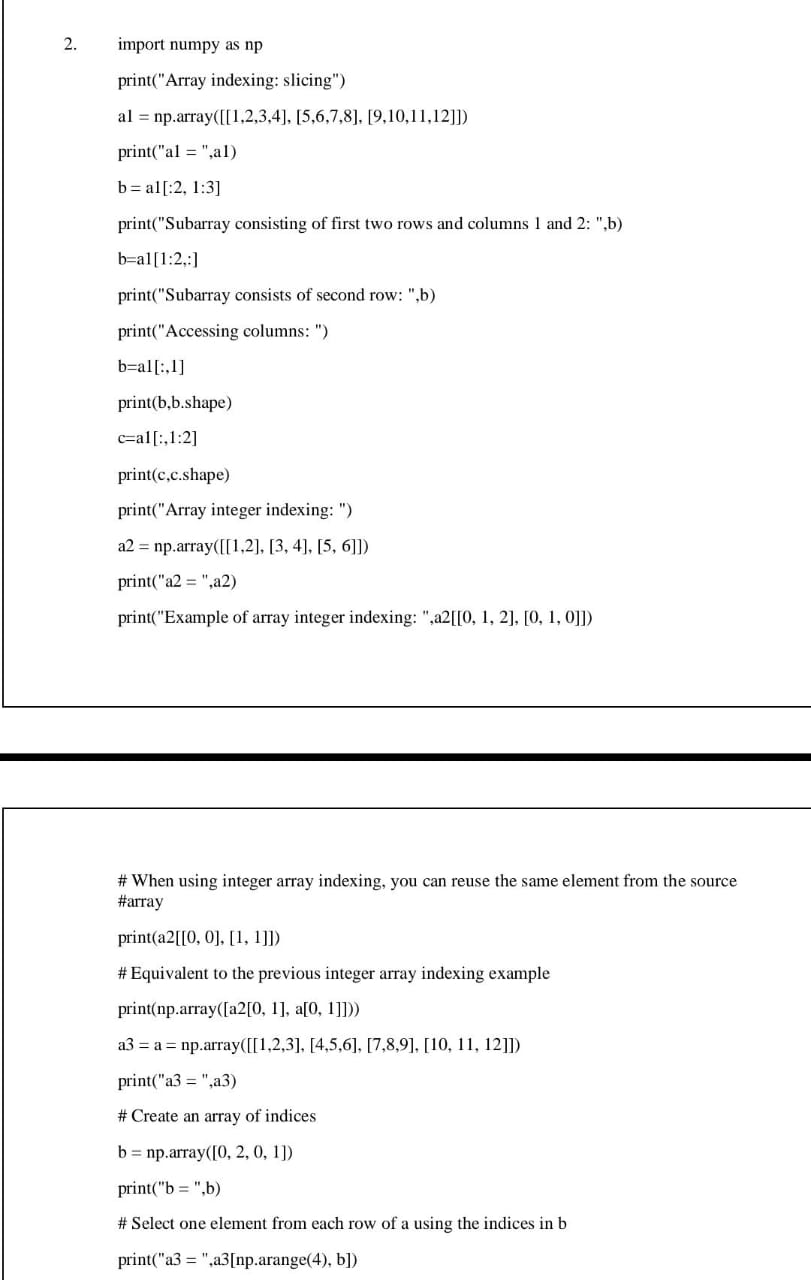 2. import numpy as np
print("Array indexing: slicing")
a1 = np.array([[1,2,3,4], [5,6,7,8], [9,10,11,12]])
print("a1 = ",a1)
b = a1[:2, 1:3]
print("Subarray consisting of first two rows and columns 1 and 2: ",b)
b=a1[1:2,:]
print("Subarray consists of second row: ",b)
print("Accessing columns: ")
b=a1[:,1]
print(b,b.shape)
c=a1[:,1:2]
print(c,c.shape)
print("Array integer indexing: ")
a2 = np.array([[1,2], [3, 4], [5, 6]])
print("a2 = ",a2)
print("Example of array integer indexing: ",a2[[0, 1, 2], [0, 1, 0]])
# When using integer array indexing, you can reuse the same element from the source
#array
print(a2[[0, 0], [1, 1]])
# Equivalent to the previous integer array indexing example
print(np.array([a2[0, 1], a[0, 1]]))
a3 = a = np.array([[1,2,3], [4,5,6], [7,8,9], [10, 11, 12]])
print("a3 = ",a3)
# Create an array of indices
b = np.array([0, 2, 0, 1])
print("b = ",b)
# Select one element from each row of a using the indices in b
print("a3 = ",a3[np.arange(4), b])